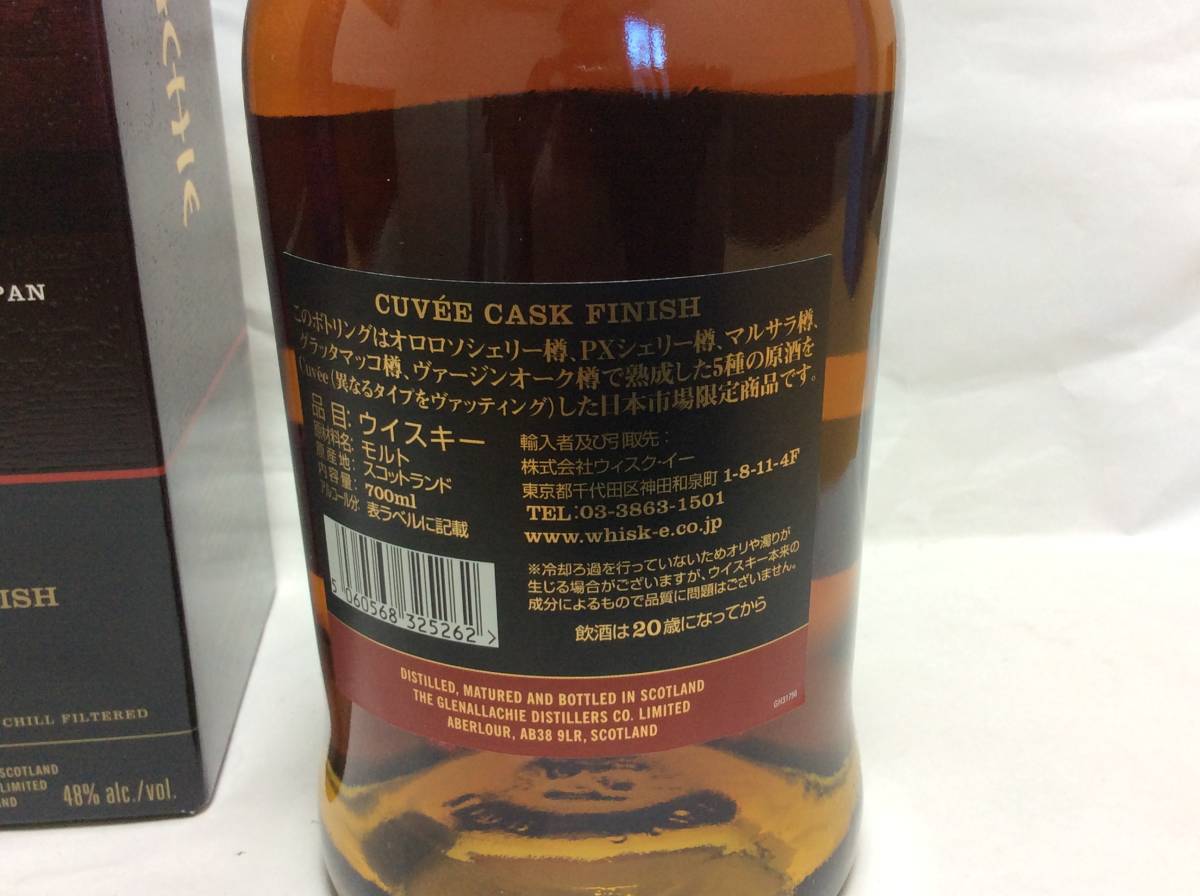 CHIE
PAN
ISH
CHILL FILTERED
SCOTLAND
LIMITED
AND
48% alc./vol.
CUVÉE CASK FINISH
このボトリングはオロロソシェリー樽、PXシェリー樽、マルサラ樽、
グラッタマッコ樽、ヴァージンオーク樽で熟成した5種の原酒を
Cuvée(異なるタイプをヴァッティング)した日本市場限定商品です。
品目: ウイスキー
原材料名: モルト
原産地: スコットランド
内容量: 700ml
アルコール分: 表ラベルに記載
輸入者及び引取先:
株式会社ウィスク・イー
東京都千代田区神田和泉町 1-8-11-4F
TEL:03-3863-1501
www.whisk-e.co.jp
※冷却ろ過を行っていないためオリや濁りが
生じる場合がございますが、ウイスキー本来の
成分によるもので品質に問題はございません。
飲酒は20歳になってから
5 060568 325262 >
DISTILLED, MATURED AND BOTTLED IN SCOTLAND
THE GLENALLACHIE DISTILLERS CO. LIMITED
ABERLOUR, AB38 9LR, SCOTLAND